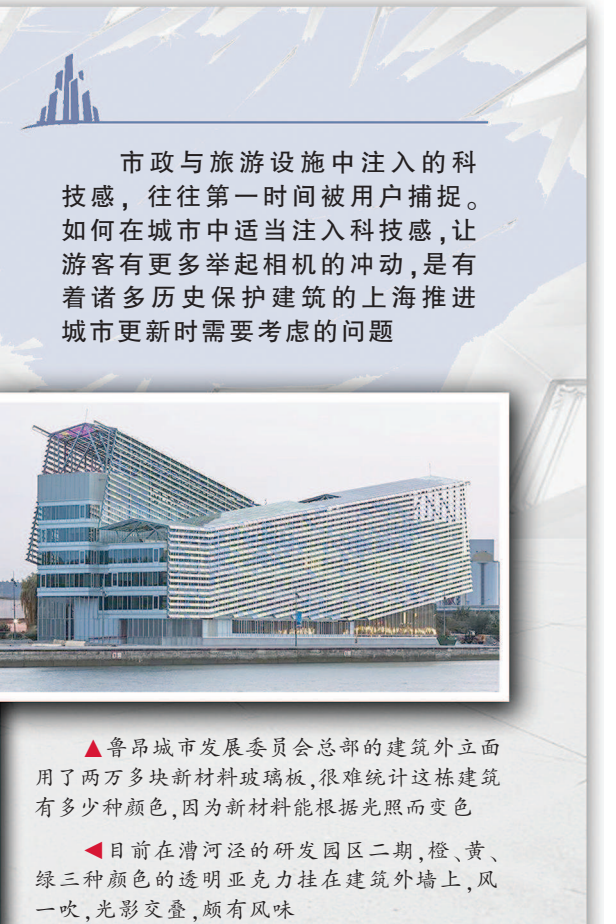 市政与旅游设施中注入的科
技感，往往第一时间被用户捕捉。
如何在城市中适当注入科技感，让
游客有更多举起相机的冲动，是有
着诸多历史保护建筑的上海推进
城市更新时需要考虑的问题
▲鲁昂城市发展委员会总部的建筑外立面
用了两万多块新材料玻璃板，很难统计这栋建筑
有多少种颜色，因为新材料能根据光照而变色
◀目前在漕河泾的研发园区二期，橙、黄、
绿三种颜色的透明亚克力挂在建筑外墙上，风
一吹，光影交叠，颇有风味